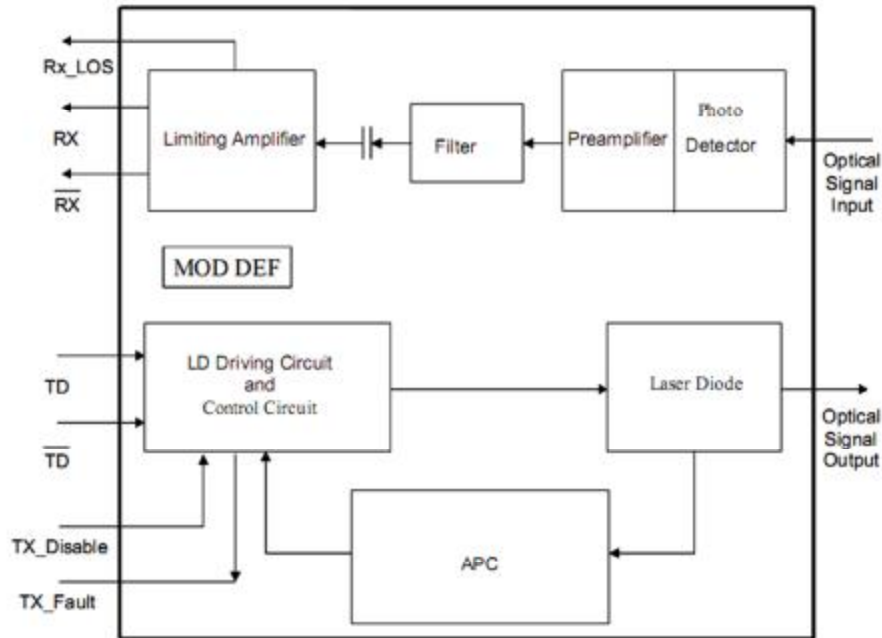 Rx_LOS
RX
RX
Limiting Amplifier
Filter
Preamplifier
Photo
Detector
Optical
Signal
Input
MOD DEF
TD
TD
LD Driving Circuit
and
Control Circuit
Laser Diode
Optical
Signal
Output
TX_Disable
TX_Fault
APC